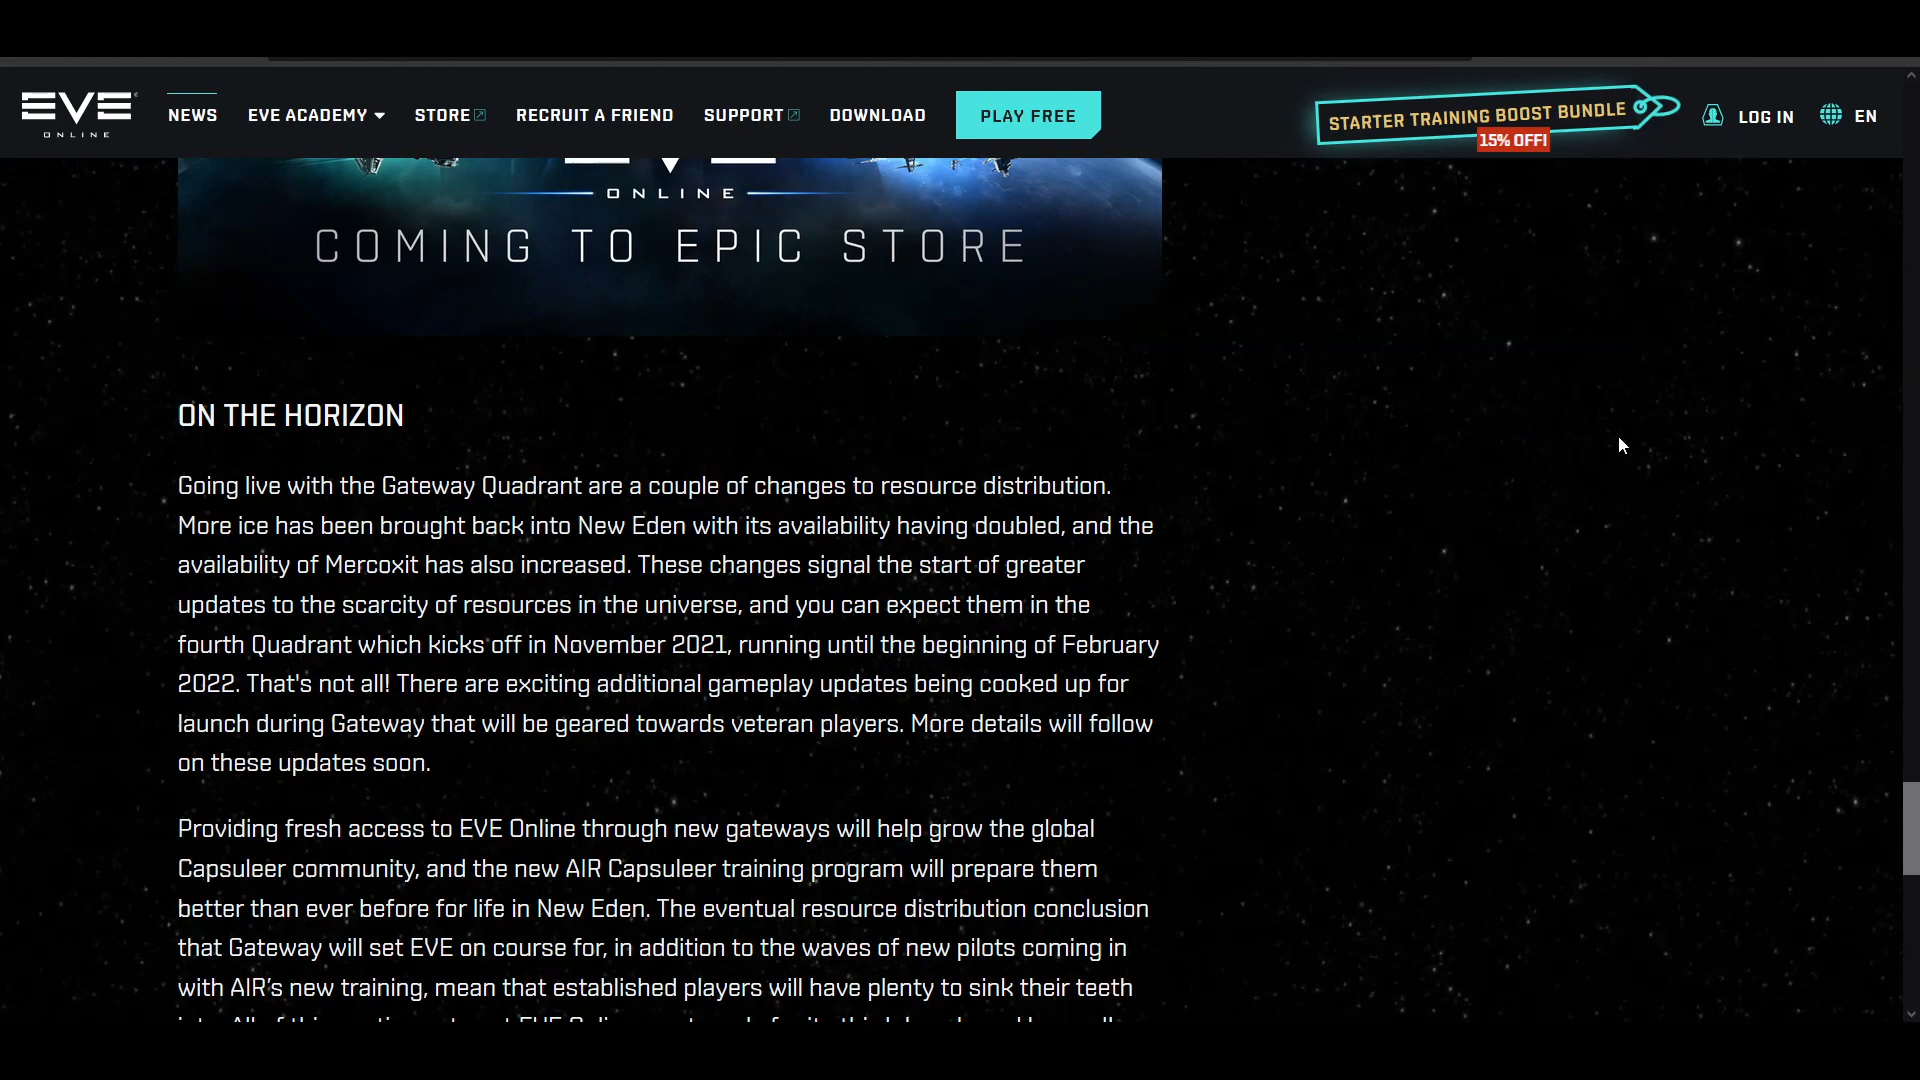 EVE
ONLINE
NEWS
EVE ACADEMY
STORE
RECRUIT A FRIEND
SUPPORT
DOWNLOAD
PLAY FREE
STARTER TRAINING BOOST BUNDLE
15% OFF!
LOG IN
EN
ONLINE
COMING TO EPIC STORE
ON THE HORIZON
Going live with the Gateway Quadrant are a couple of changes to resource distribution.
More ice has been brought back into New Eden with its availability having doubled, and the
availability of Mercoxit has also increased. These changes signal the start of greater
updates to the scarcity of resources in the universe, and you can expect them in the
fourth Quadrant which kicks off in November 2021, running until the beginning of February
2022. That's not all! There are exciting additional gameplay updates being cooked up for
launch during Gateway that will be geared towards veteran players. More details will follow
on these updates soon.
Providing fresh access to EVE Online through new gateways will help grow the global
Capsuleer community, and the new AIR Capsuleer training program will prepare them
better than ever before for life in New Eden. The eventual resource distribution conclusion
that Gateway will set EVE on course for, in addition to the waves of new pilots coming in
with AIR's new training, mean that established players will have plenty to sink their teeth